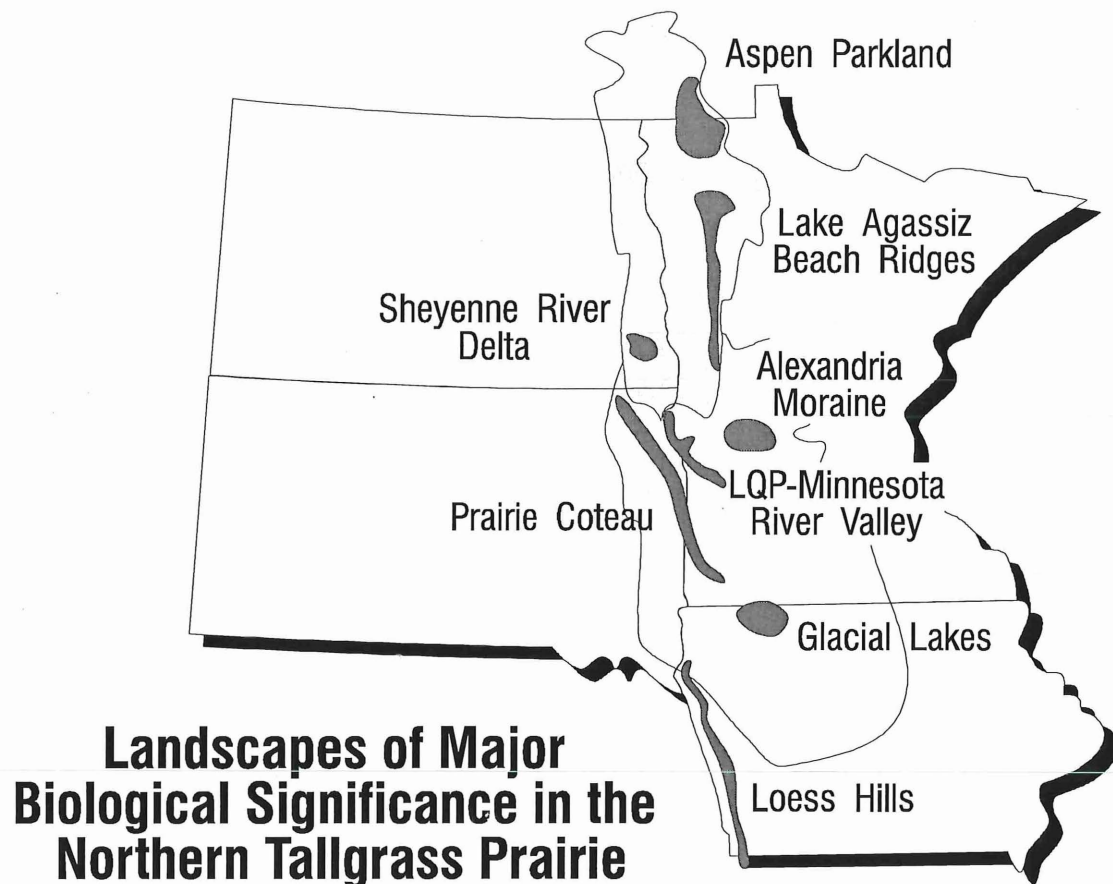 Aspen Parkland
Lake Agassiz
Beach Ridges
Sheyenne River
Delta
Alexandria
Moraine
LQP-Minnesota
River Valley
Prairie Coteau
Glacial Lakes
Loess Hills
Landscapes of Major
Biological Significance in the
Northern Tallgrass Prairie